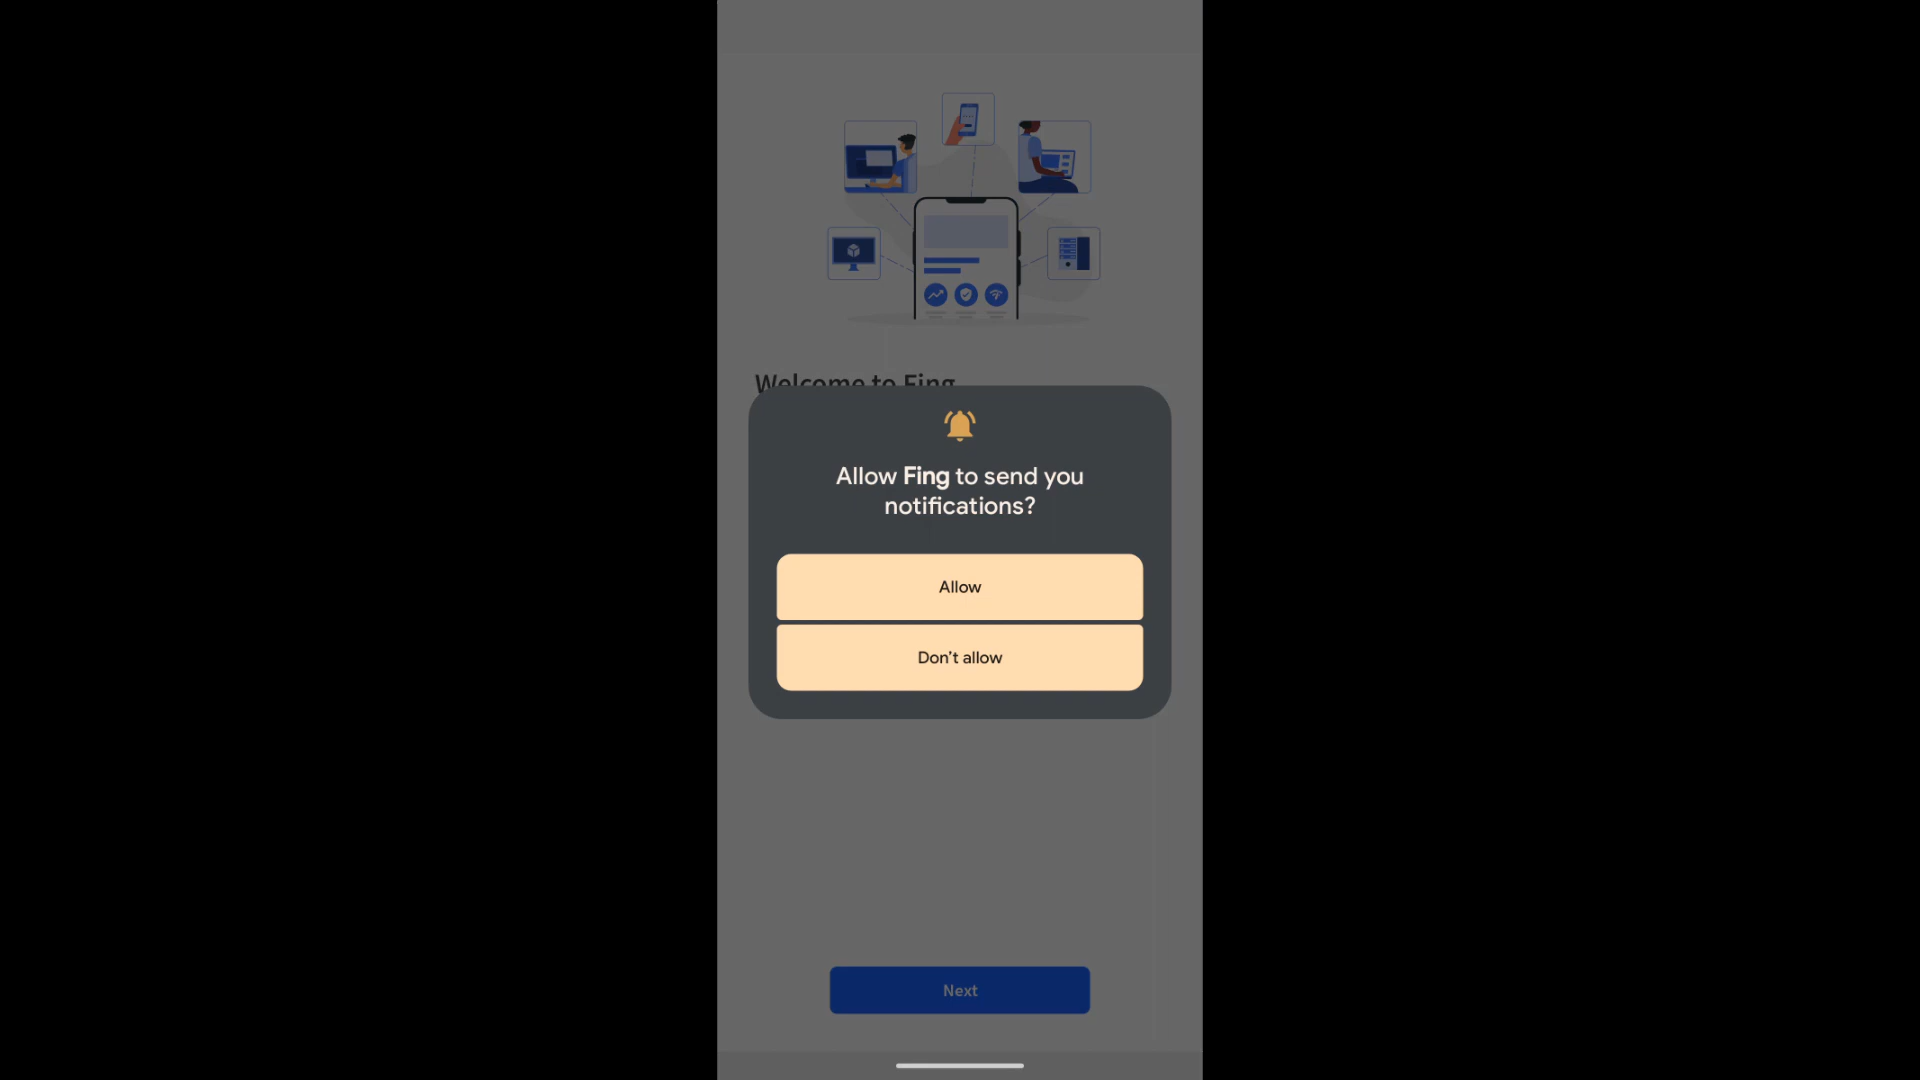 Welcome to Fing
Allow Fing to send you
notifications?
Allow
Don’t allow
Next